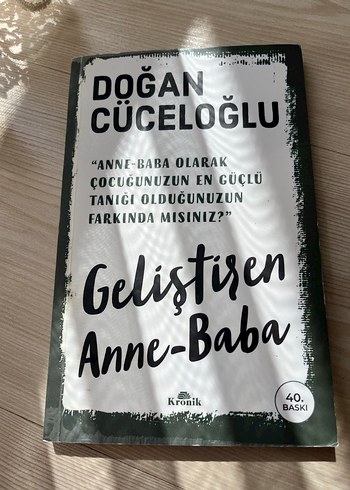 DOĞAN
CÜCELOĞLU
“ANNE-BABA OLARAK
ÇOCUĞUNUZUN EN GÜÇLÜ
TANIĞI OLDUĞUNUZUN
FARKINDA MISINIZ?”
Geliştiren
Anne-Baba
Kronik
40.
BASKI